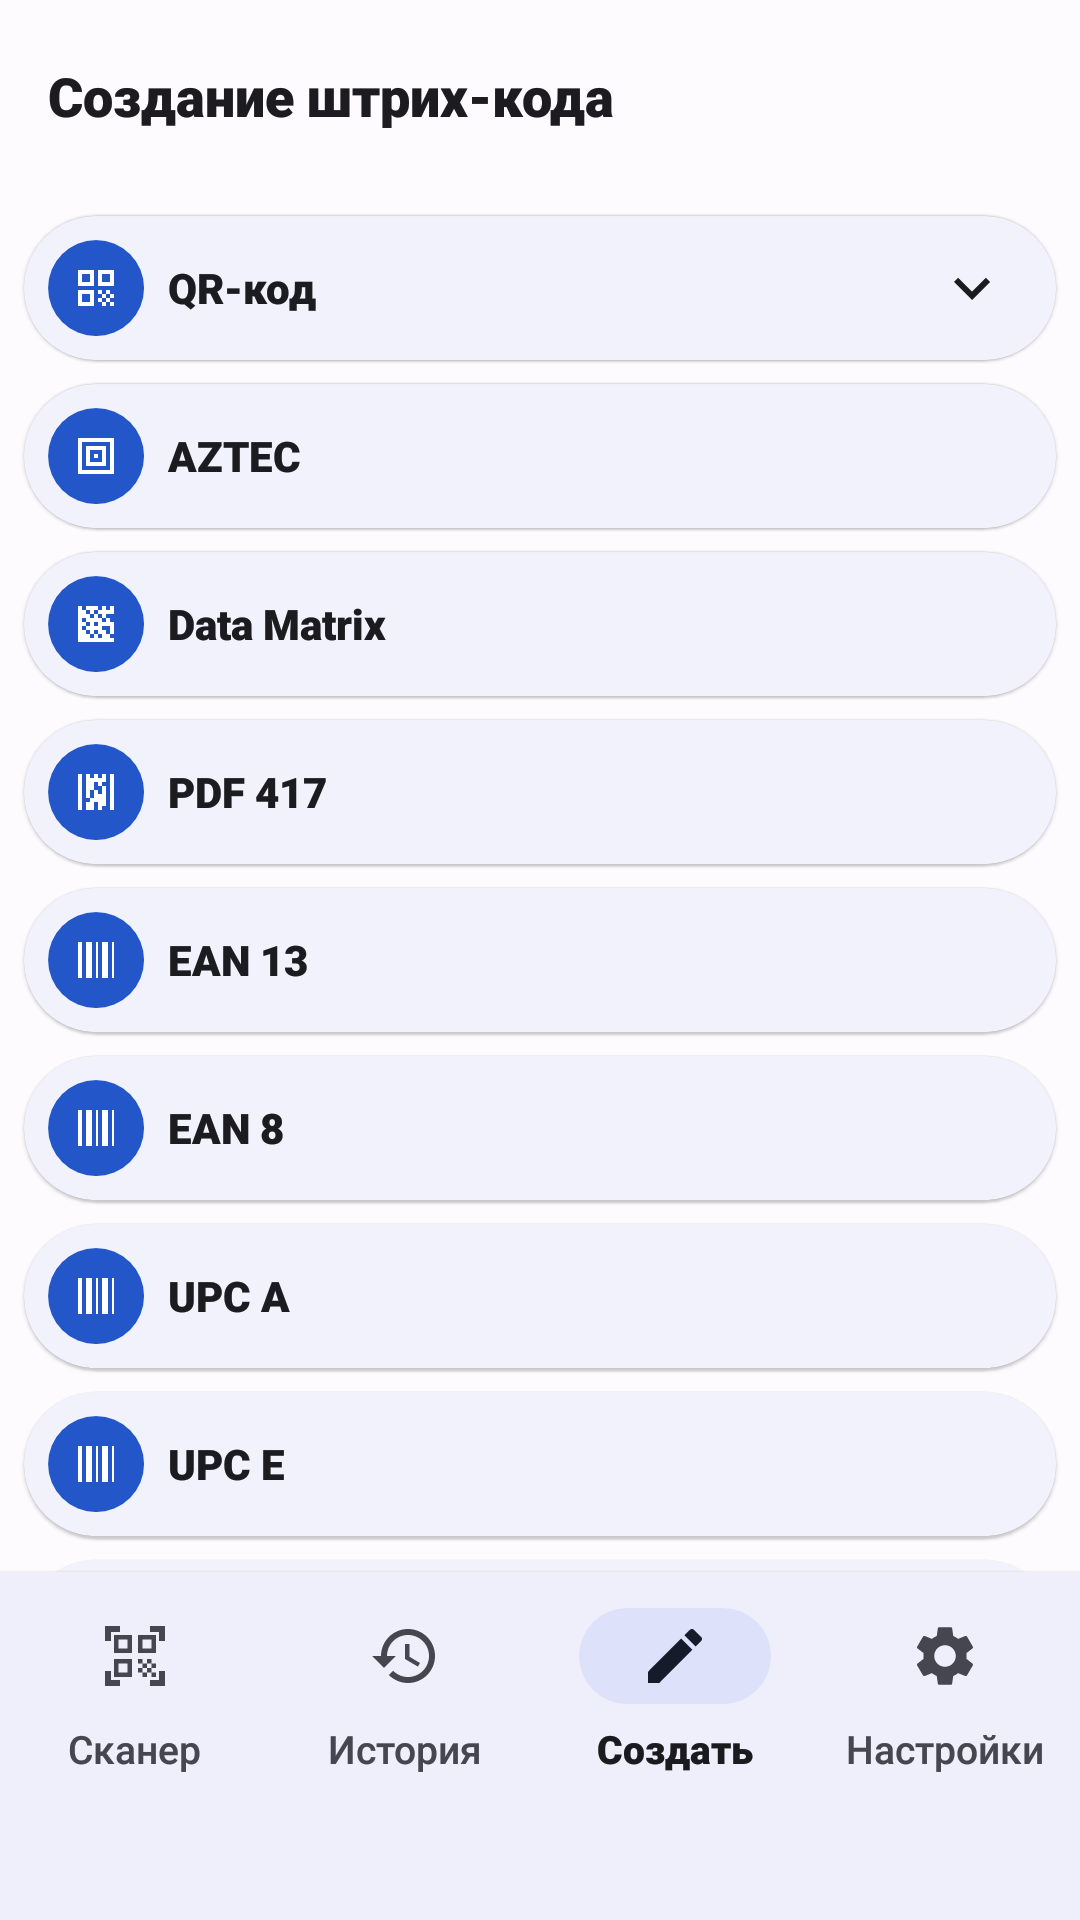 Создание штрих-кода
QR-код
AZTEC
Data Matrix
PDF 417
EAN 13
EAN 8
UPC A
UPC E
Сканер
История
Создать
Настройки